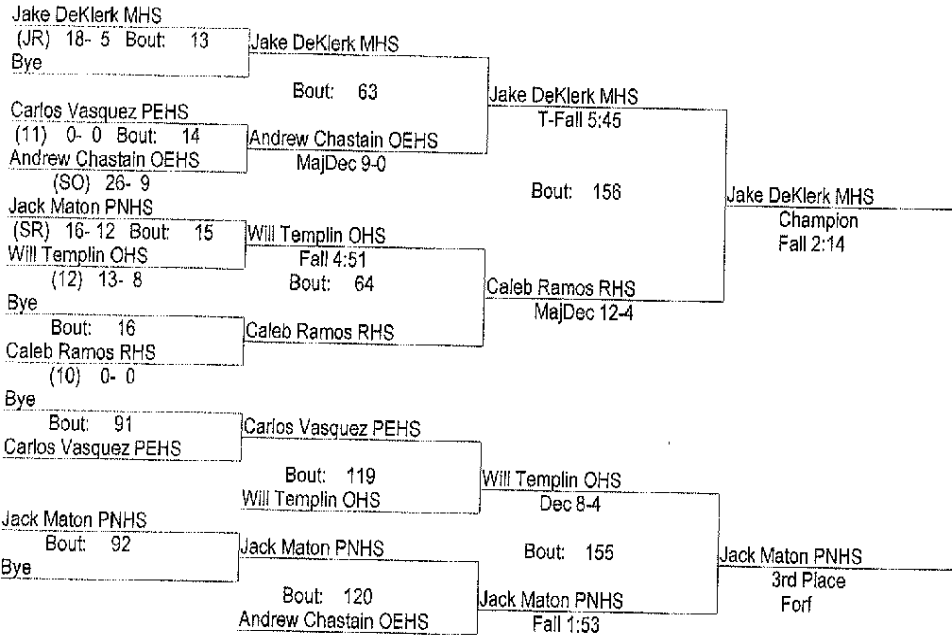 Jake DeKlerk MHS
(JR) 18- 5 Bout: 13
Bye
Jake DeKlerk MHS
Bout: 63
Carlos Vasquez PEHS
(11) 0- 0 Bout: 14
Andrew Chastain OEHS
(SO) 26- 9
Andrew Chastain OEHS
MajDec 9-0
Jake DeKlerk MHS
T-Fall 5:45
Bout: 156
Jack Maton PNHS
(SR) 16- 12 Bout: 15
Will Templin OHS
(12) 13- 8
Will Templin OHS
Fall 4:51
Bout: 64
Bye
Bout: 16
Caleb Ramos RHS
(10) 0- 0
Caleb Ramos RHS
Caleb Ramos RHS
MajDec 12-4
Jake DeKlerk MHS
Champion
Fall 2:14
Bye
Bout: 91
Carlos Vasquez PEHS
Carlos Vasquez PEHS
Bout: 119
Will Templin OHS
Will Templin OHS
Dec 8-4
Bout: 155
Jack Maton PNHS
Bout: 92
Bye
Jack Maton PNHS
Bout: 120
Andrew Chastain OEHS
Jack Maton PNHS
Fall 1:53
Jack Maton PNHS
3rd Place
Forf